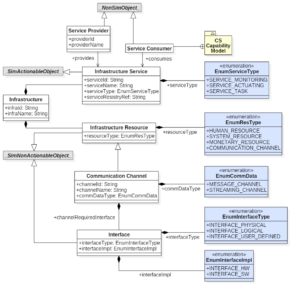 NonSimObject
Service Provider
+providerId
+providerName
Service Consumer
CS
Capability
Model
+provides
+consumes
SimActionableObject
Infrastructure Service
+serviceId: String
+serviceName: String
+serviceType: EnumServiceType
+serviceRegistryRef: String
+serviceType
«enumeration»
EnumServiceType
+SERVICE_MONITORING
+SERVICE_ACTUATING
+SERVICE_TASK
Infrastructure
+InfraId: String
+InfraName: String
Infrastructure Resource
+resourceType: EnumResType
+resourceType
«enumeration»
EnumResType
+HUMAN_RESOURCE
+SYSTEM_RESOURCE
+MONETARY_RESOURCE
+COMMUNICATION_CHANNEL
SimNonActionableObject
Communication Channel
+channelId: String
+channelName: String
+commDataType: EnumCommData
+commDataType
«enumeration»
EnumCommData
+MESSAGE_CHANNEL
+STREAMING_CHANNEL
+channelRequiredInterface
Interface
+interfaceType: EnumInterfaceType
+interfaceImpl: EnumInterfaceImpl
+interfaceType
«enumeration»
EnumInterfaceType
+INTERFACE_PHYSICAL
+INTERFACE_LOGICAL
+INTERFACE_USER_DEFINED
+interfaceImpl
«enumeration»
EnumInterfaceImpl
+INTERFACE_HW
+INTERFACE_SW